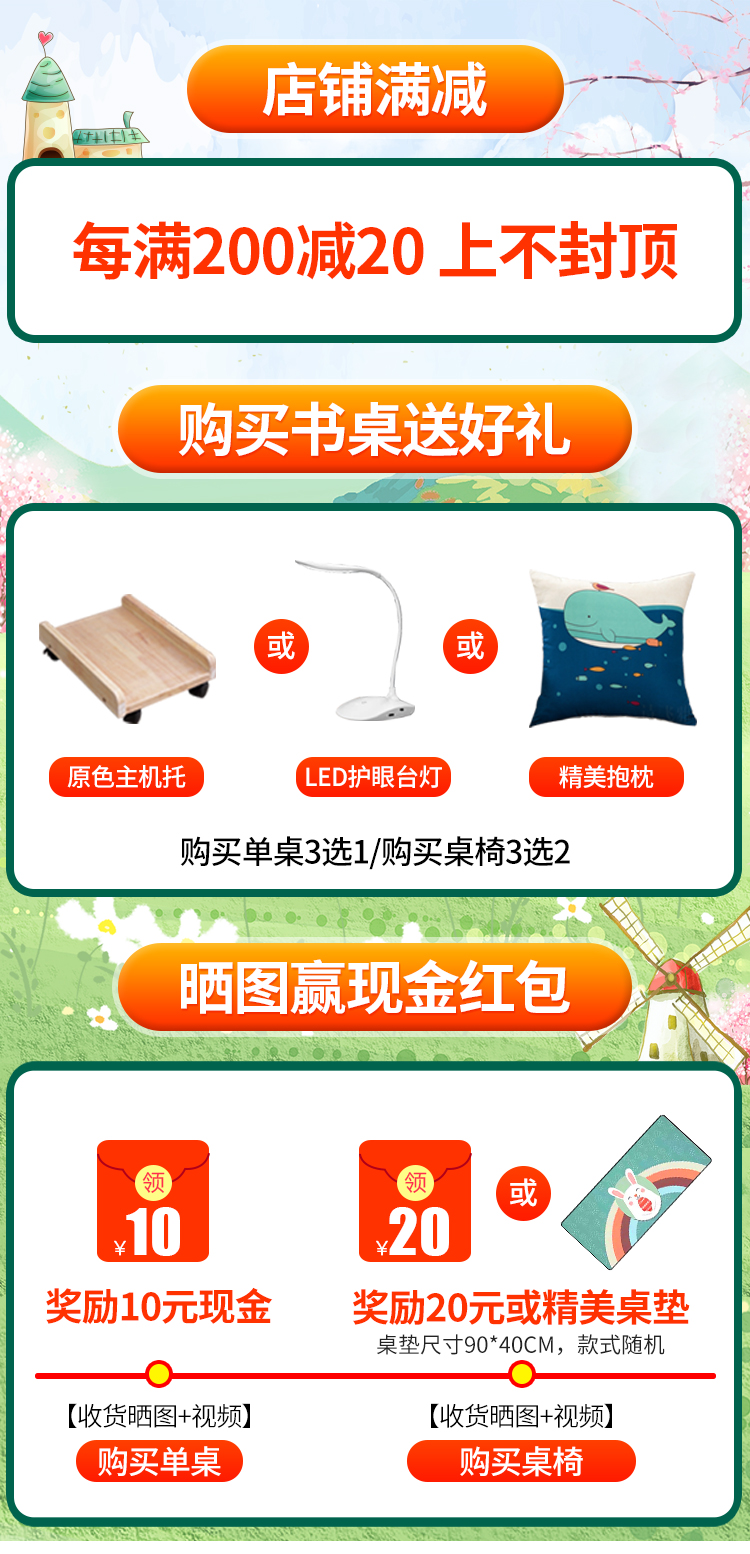 店铺满减
每满200减20 上不封顶
购买书桌送好礼
或
或
原色主机托
LED护眼台灯
精美抱枕
购买单桌3选1/购买桌椅3选2
晒图赢现金红包
领
¥10
领
¥20
或
奖励10元现金
奖励20元或精美桌垫
桌垫尺寸90*40CM，款式随机
【收货晒图+视频】
【收货晒图+视频】
购买单桌
购买桌椅